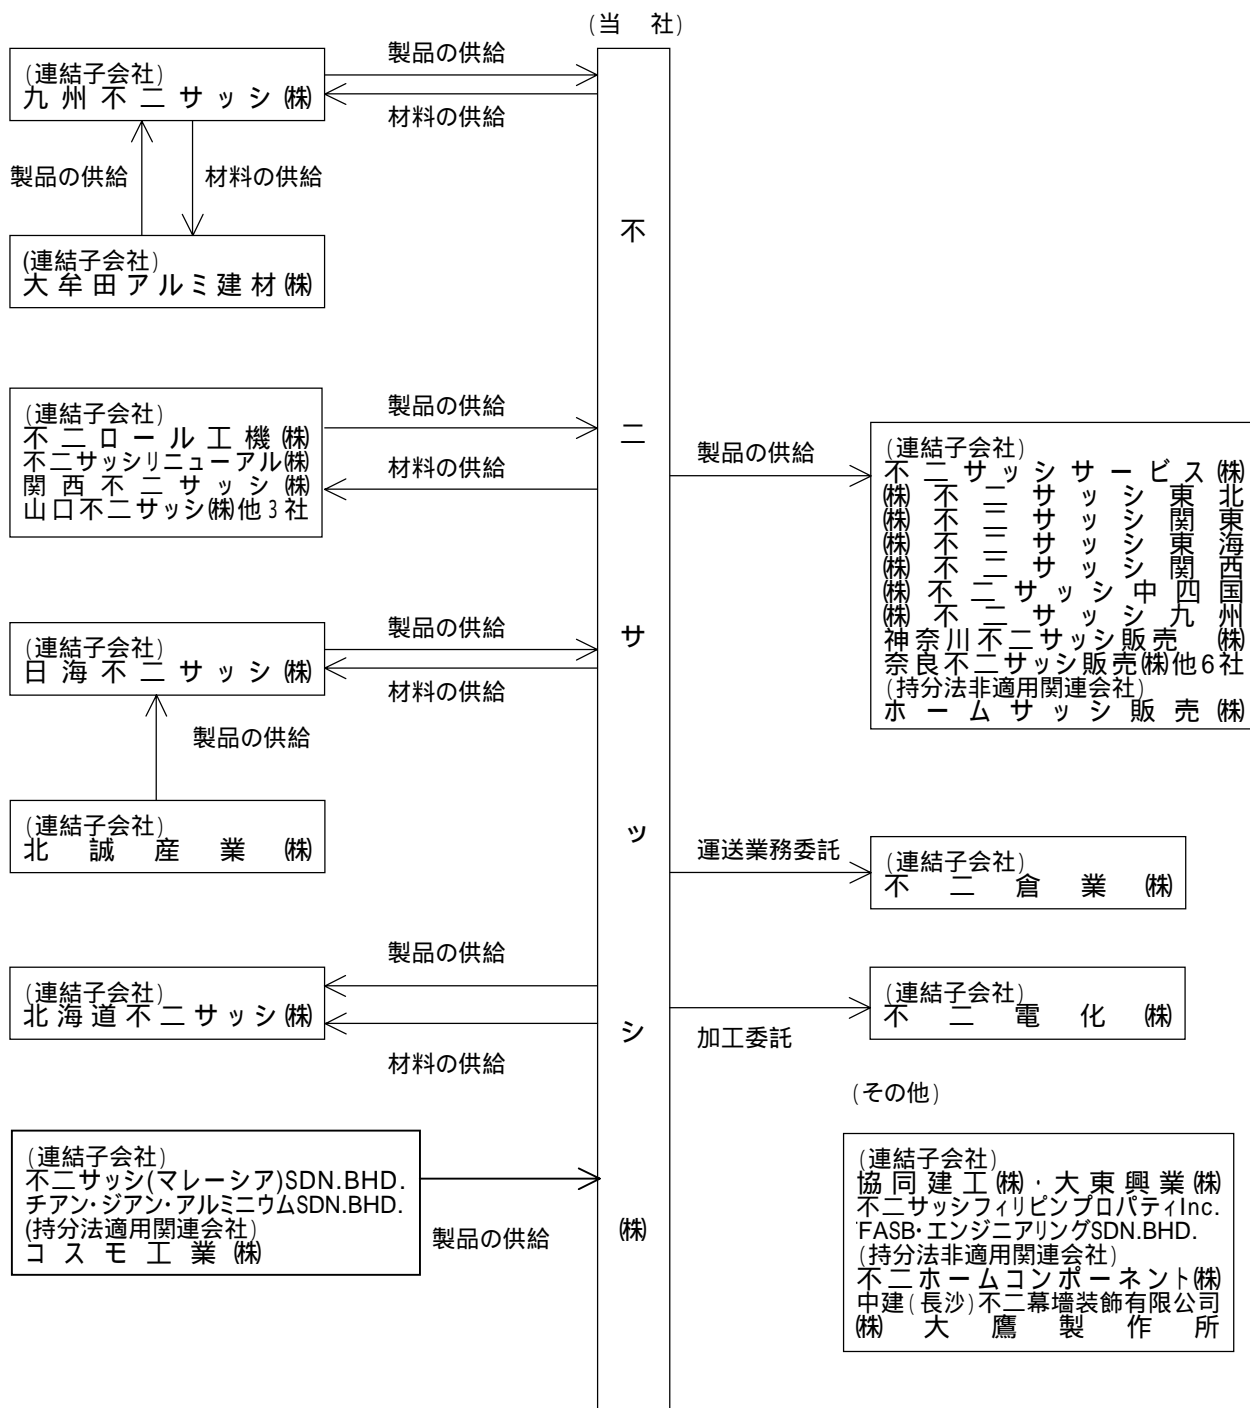 (当 社)
不二サッシ㈱
製品の供給
(連結子会社)
九州不二サッシ㈱
材料の供給
製品の供給
材料の供給
(連結子会社)
大牟田アルミ建材㈱
(連結子会社)
不二ロール工機㈱
不二サッシリニューアル㈱
関西不二サッシ㈱
山口不二サッシ㈱他3社
製品の供給
材料の供給
(連結子会社)
日海不二サッシ㈱
製品の供給
材料の供給
製品の供給
(連結子会社)
北誠産業㈱
製品の供給
(連結子会社)
北海道不二サッシ㈱
材料の供給
(連結子会社)
不二サッシ(マレーシア)SDN.BHD.
チアン・ジアン・アルミニウムSDN.BHD.
(持分法適用関連会社)
コスモ工業㈱
製品の供給
製品の供給
(連結子会社)
不二サッシサービス㈱
㈱不二サッシ東北
㈱不二サッシ関東
㈱不二サッシ東海
㈱不二サッシ関西
㈱不二サッシ中四国
㈱不二サッシ九州
神奈川不二サッシ販売㈱
奈良不二サッシ販売㈱他6社
(持分法非適用関連会社)
ホームサッシ販売㈱
運送業務委託
(連結子会社)
不二倉業㈱
(連結子会社)
不二電化㈱
加工委託
(その他)
(連結子会社)
協同建工㈱・大東興業㈱
不二サッシフィリピンプロパティInc.
FASB・エンジニアリングSDN.BHD.
(持分法非適用関連会社)
不二ホームコンポーネント㈱
中建(長沙)不二幕墻装飾有限公司
㈱大鷹製作所